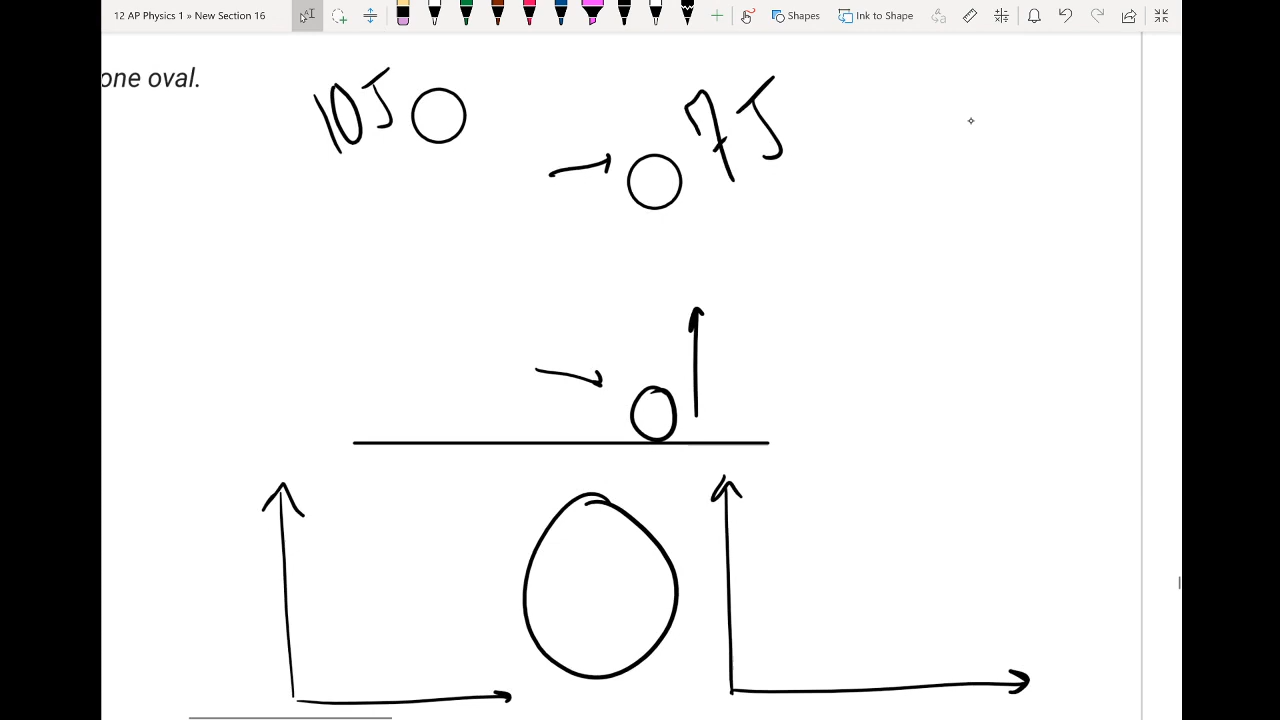 12 AP Physics 1 » New Section 16
Shapes
Ink to Shape
one oval.
10J
7J